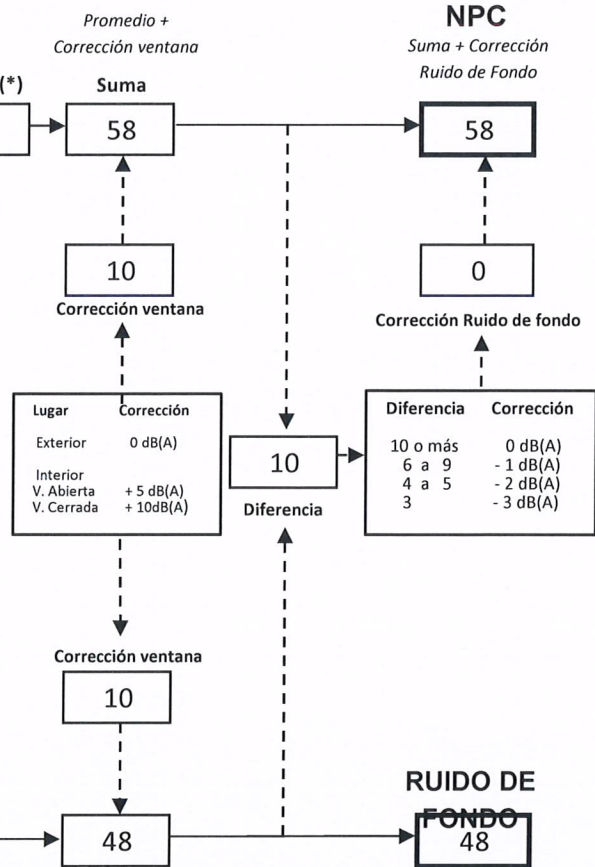 Promedio +
Corrección ventana
NPC
Suma + Corrección
Ruido de Fondo
(*)
Suma
58
58
10
0
Corrección ventana
Corrección Ruido de fondo
Lugar Corrección
Exterior 0 dB(A)
Interior
V. Abierta + 5 dB(A)
V. Cerrada + 10dB(A)
10
Diferencia
Diferencia Corrección
10 o más 0 dB(A)
6 a 9 - 1 dB(A)
4 a 5 - 2 dB(A)
3 - 3 dB(A)
Corrección ventana
10
RUIDO DE
FONDO
48
48